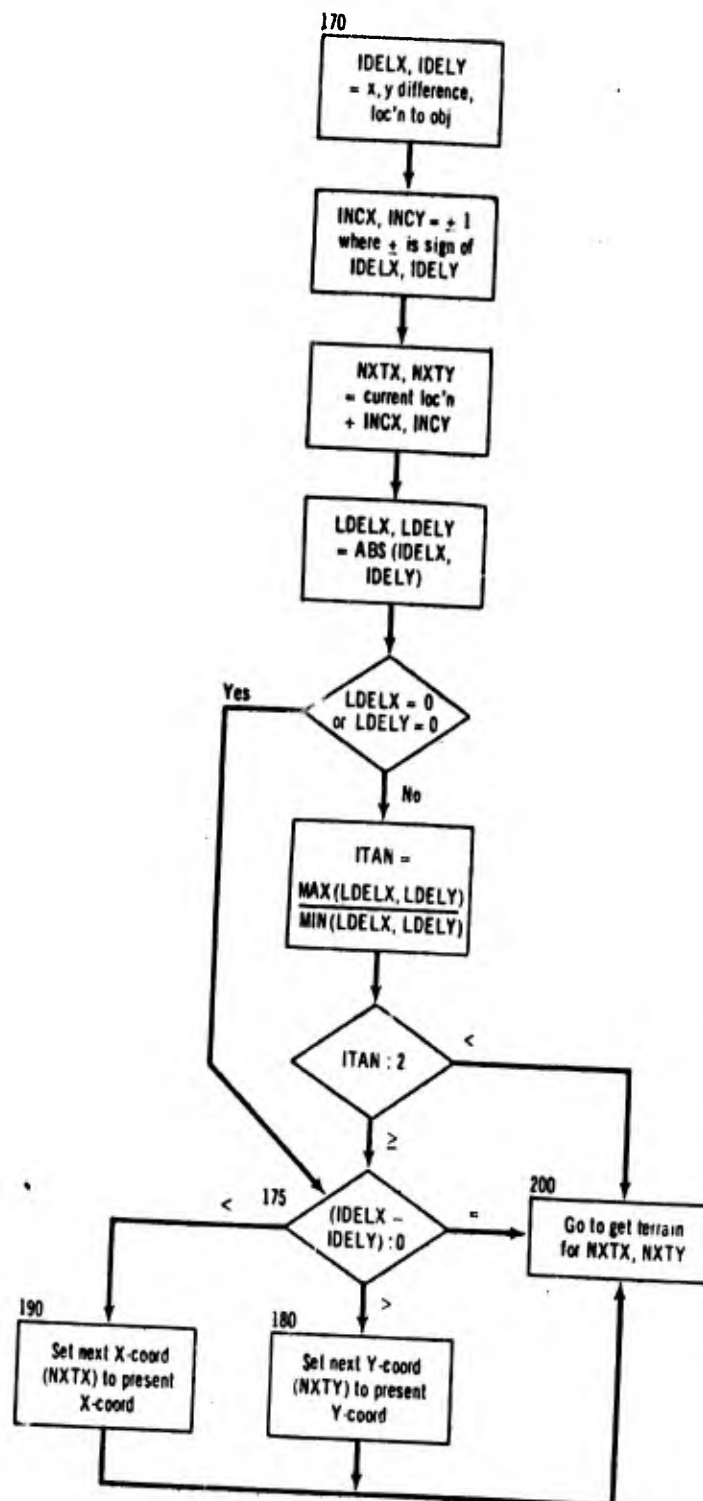 170
IDELX, IDELY
= x, y difference,
loc'n to obj
INCX, INCY = ± 1
where ± is sign of
IDELX, IDELY
NXTX, NXTY
= current loc'n
+ INCX, INCY
LDELX, LDELY
= ABS (IDELX,
IDELY)
Yes
LDELX = 0
or LDELY = 0
No
ITAN =
MAX (LDELX, LDELY)
MIN (LDELX, LDELY)
ITAN : 2
<
≥
175
<
(IDELX –
IDELY) : 0
=
>
200
Go to get terrain
for NXTX, NXTY
190
Set next X-coord
(NXTX) to present
X-coord
180
Set next Y-coord
(NXTY) to present
Y-coord